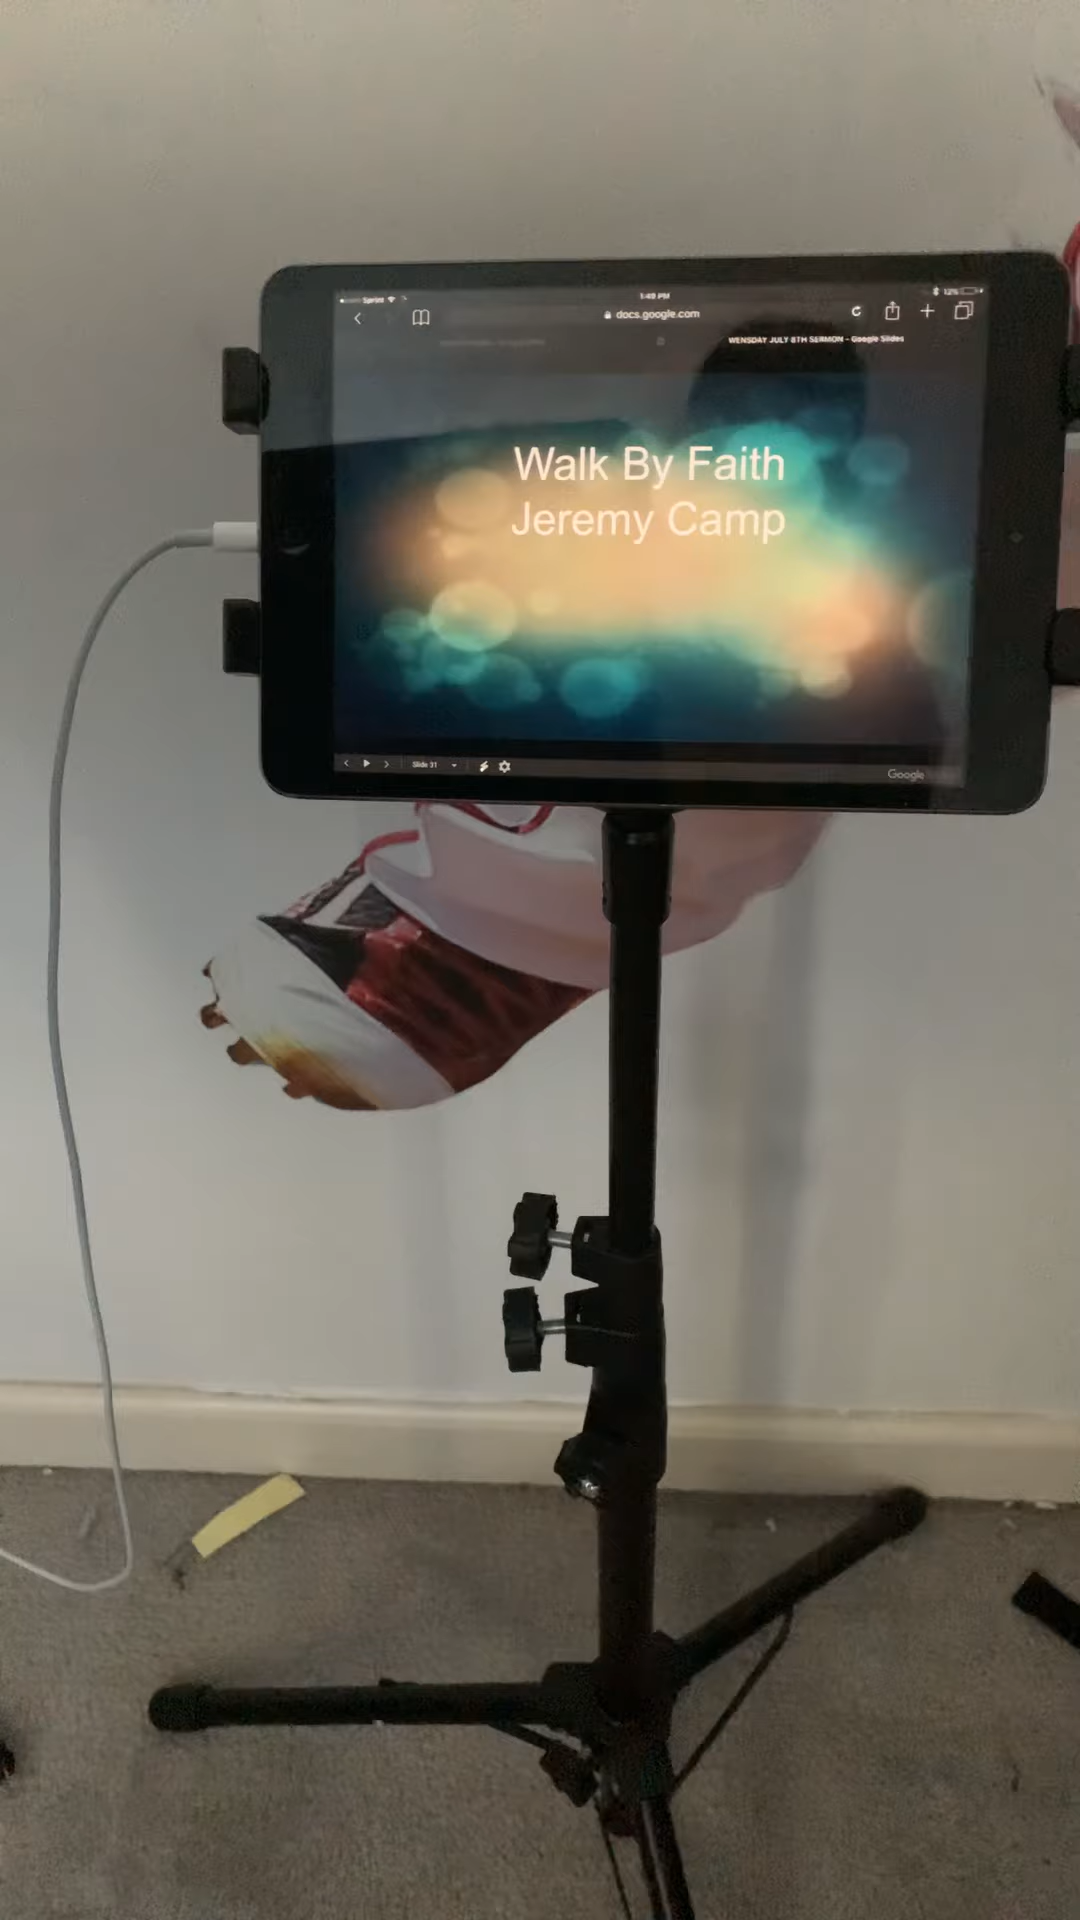 Sprint
1:49 PM
12%
docs.google.com
WENSDAY JULY 8TH SERMON - Google Slides
Walk By Faith
Jeremy Camp
Slide 31
Google